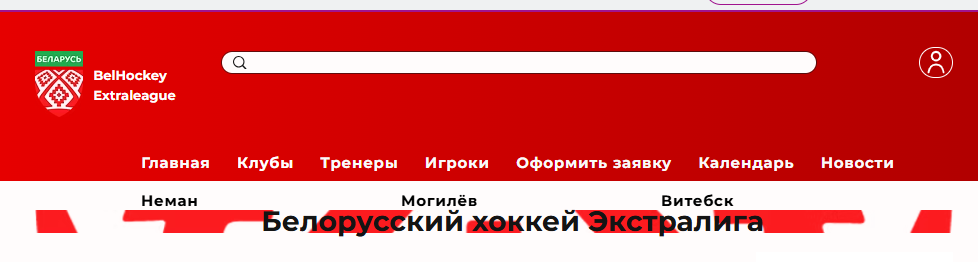 БЕЛАРУСЬ
BelHockey
Extraleague
Главная Клубы Тренеры Игроки Оформить заявку Календарь Новости
Неман Могилёв Витебск
Белорусский хоккей Экстралига